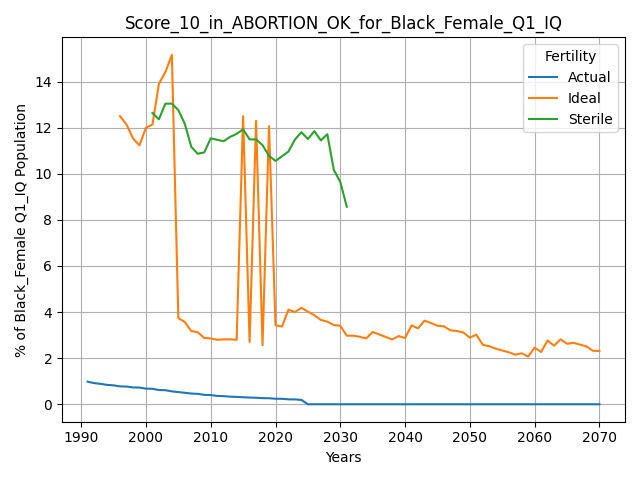 Score_10_in_ABORTION_OK_for_Black_Female_Q1_IQ
% of Black_Female Q1_IQ Population
14
12
10
8
6
4
2
0
Fertility
Actual
Ideal
Sterile
1990 2000 2010 2020 2030 2040 2050 2060 2070
Years